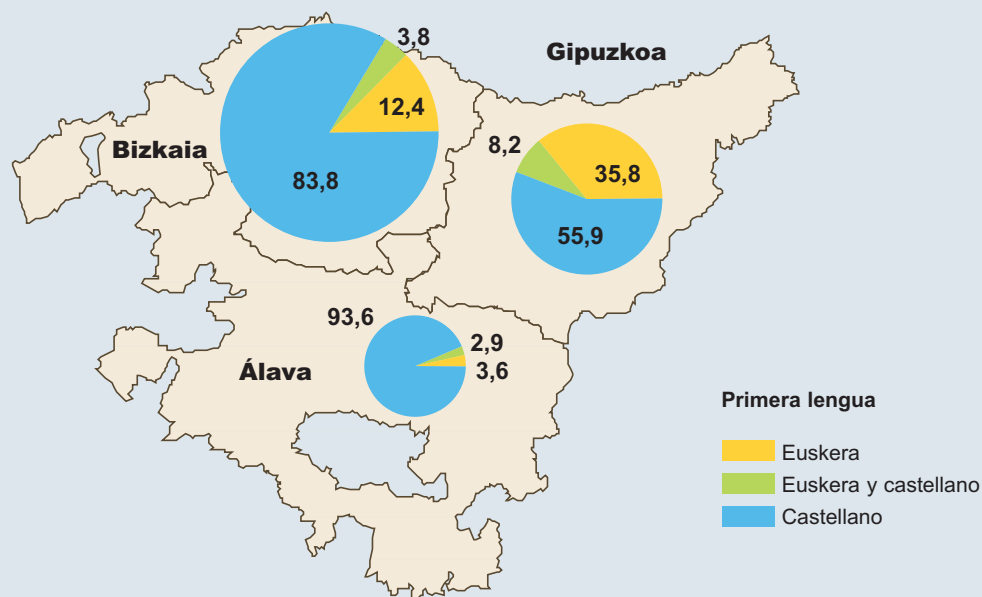 3,8
Gipuzkoa
12,4
Bizkaia
8,2
35,8
83,8
55,9
93,6
2,9
Álava
3,6
Primera lengua
Euskera
Euskera y castellano
Castellano